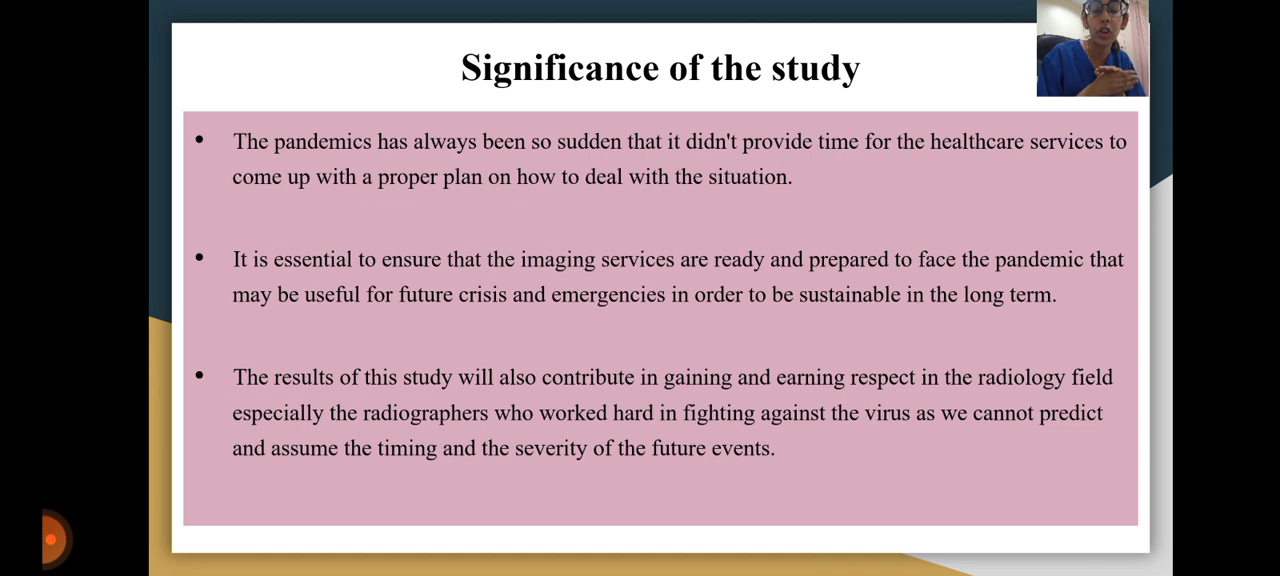 Significance of the study
• The pandemics has always been so sudden that it didn't provide time for the healthcare services to
come up with a proper plan on how to deal with the situation.
• It is essential to ensure that the imaging services are ready and prepared to face the pandemic that
may be useful for future crisis and emergencies in order to be sustainable in the long term.
• The results of this study will also contribute in gaining and earning respect in the radiology field
especially the radiographers who worked hard in fighting against the virus as we cannot predict
and assume the timing and the severity of the future events.